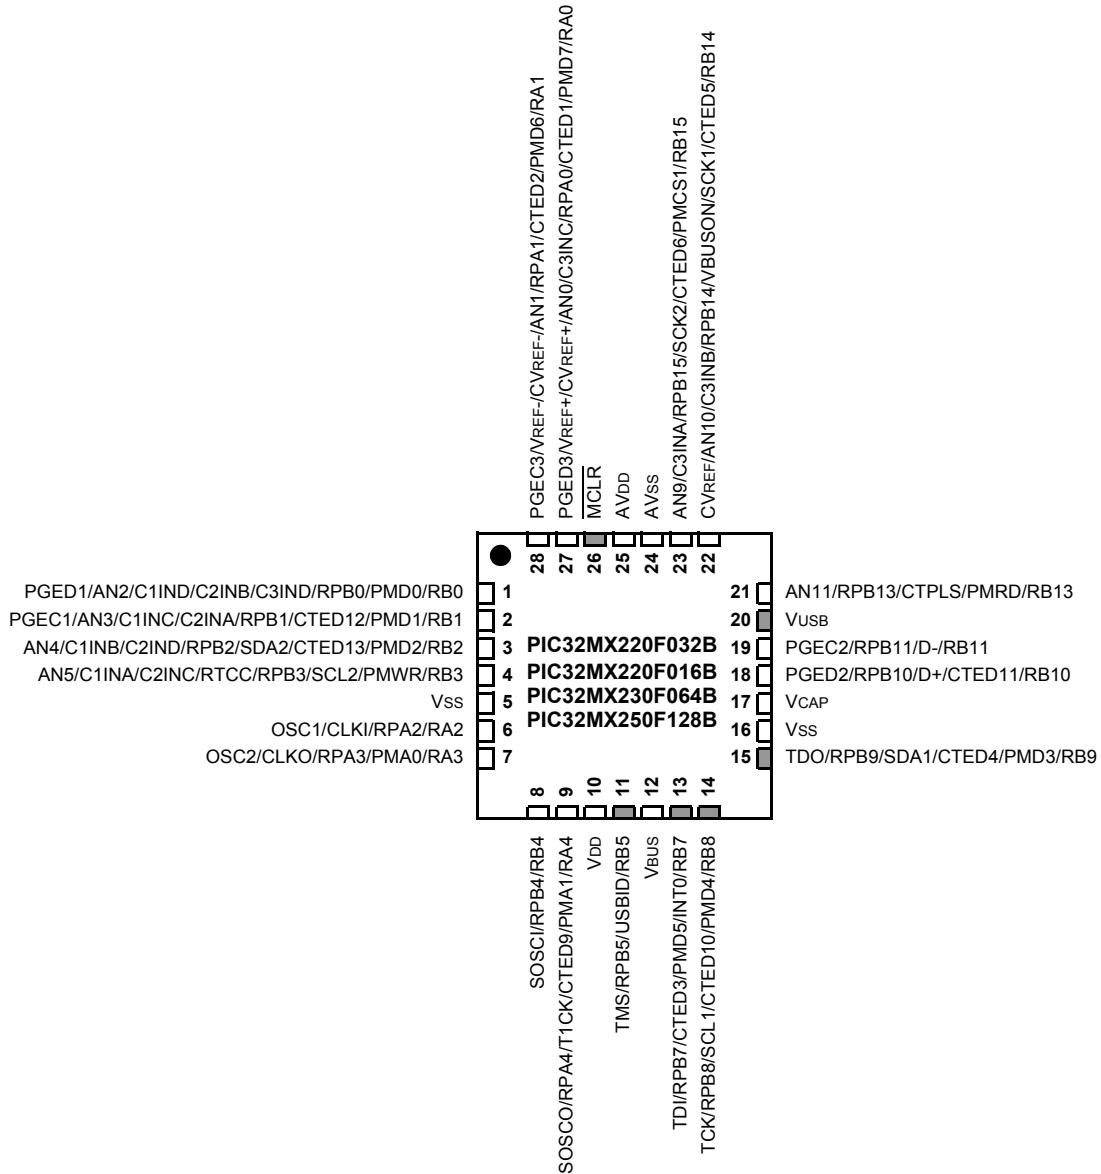 PGEC3/VREF-/CVREF-/AN1/RPA1/CTED2/PMD6/RA1
PGED3/VREF+/CVREF+/AN0/C3INC/RPA0/CTED1/PMD7/RA0
MCLR
AVDD
AVSS
AN9/C3INA/RPB15/SCK2/CTED6/PMCS1/RB15
CVREF/AN10/C3INB/RPB14/VBUSON/SCK1/CTED5/RB14
28
27
26
25
24
23
22
PGED1/AN2/C1IND/C2INB/C3IND/RPB0/PMD0/RB0 1
PGEC1/AN3/C1INC/C2INA/RPB1/CTED12/PMD1/RB1 2
AN4/C1INB/C2IND/RPB2/SDA2/CTED13/PMD2/RB2 3
AN5/C1INA/C2INC/RTCC/RPB3/SCL2/PMWR/RB3 4
VSS 5
OSC1/CLKI/RPA2/RA2 6
OSC2/CLKO/RPA3/PMA0/RA3 7
PIC32MX220F032B
PIC32MX220F016B
PIC32MX230F064B
PIC32MX250F128B
21 AN11/RPB13/CTPLS/PMRD/RB13
20 VUSB
19 PGEC2/RPB11/D-/RB11
18 PGED2/RPB10/D+/CTED11/RB10
17 VCAP
16 VSS
15 TDO/RPB9/SDA1/CTED4/PMD3/RB9
8
9
10
11
12
13
14
SOSCI/RPB4/RB4
SOSCO/RPA4/T1CK/CTED9/PMA1/RA4
VDD
TMS/RPB5/USBID/RB5
VBUS
TDI/RPB7/CTED3/PMD5/INT0/RB7
TCK/RPB8/SCL1/CTED10/PMD4/RB8